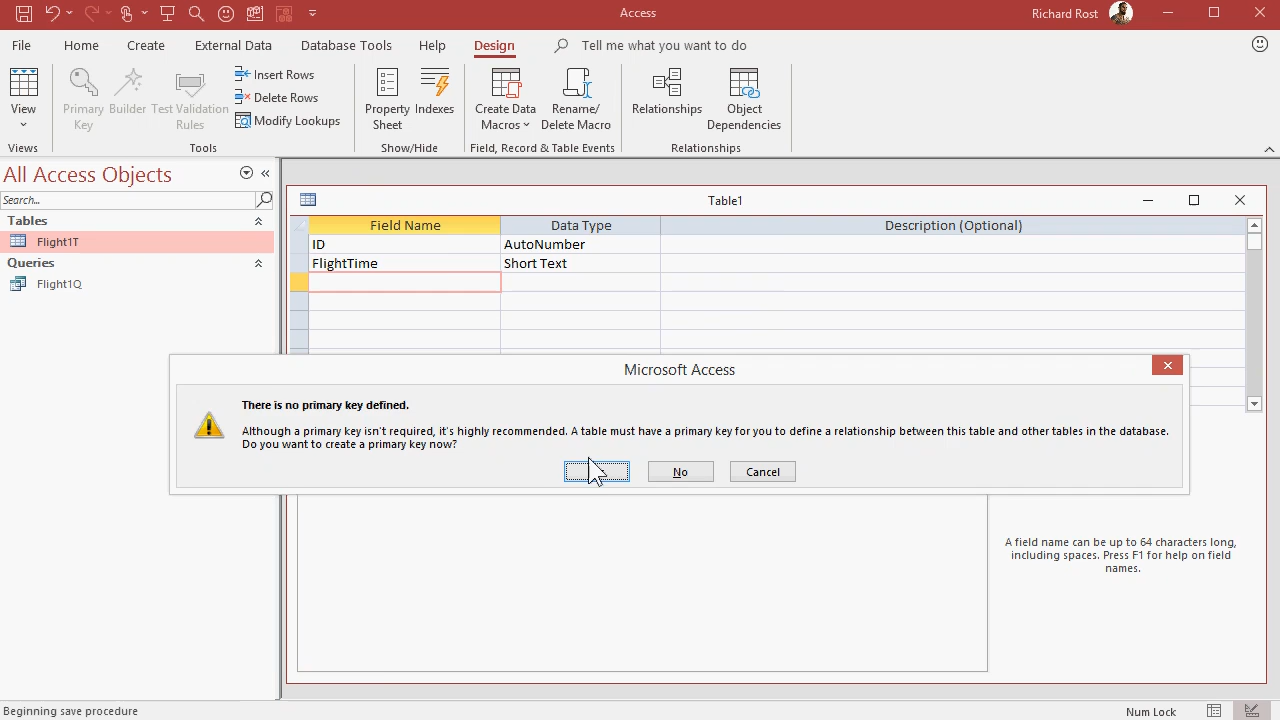 Access
Richard Rost
File Home Create External Data Database Tools Help Design Tell me what you want to do
View
Primary Key
Builder
Test Validation Rules
Insert Rows
Delete Rows
Modify Lookups
Property Sheet
Indexes
Create Data Macros
Rename/ Delete Macro
Relationships
Object Dependencies
Views Tools Show/Hide Field, Record & Table Events Relationships
All Access Objects
Search...
Tables
Flight1T
Queries
Flight1Q
Table1
Field Name Data Type Description (Optional)
ID AutoNumber
FlightTime Short Text
Microsoft Access
There is no primary key defined.
Although a primary key isn't required, it's highly recommended. A table must have a primary key for you to define a relationship between this table and other tables in the database.
Do you want to create a primary key now?
No Cancel
A field name can be up to 64 characters long,
including spaces. Press F1 for help on field
names.
Beginning save procedure
Num Lock